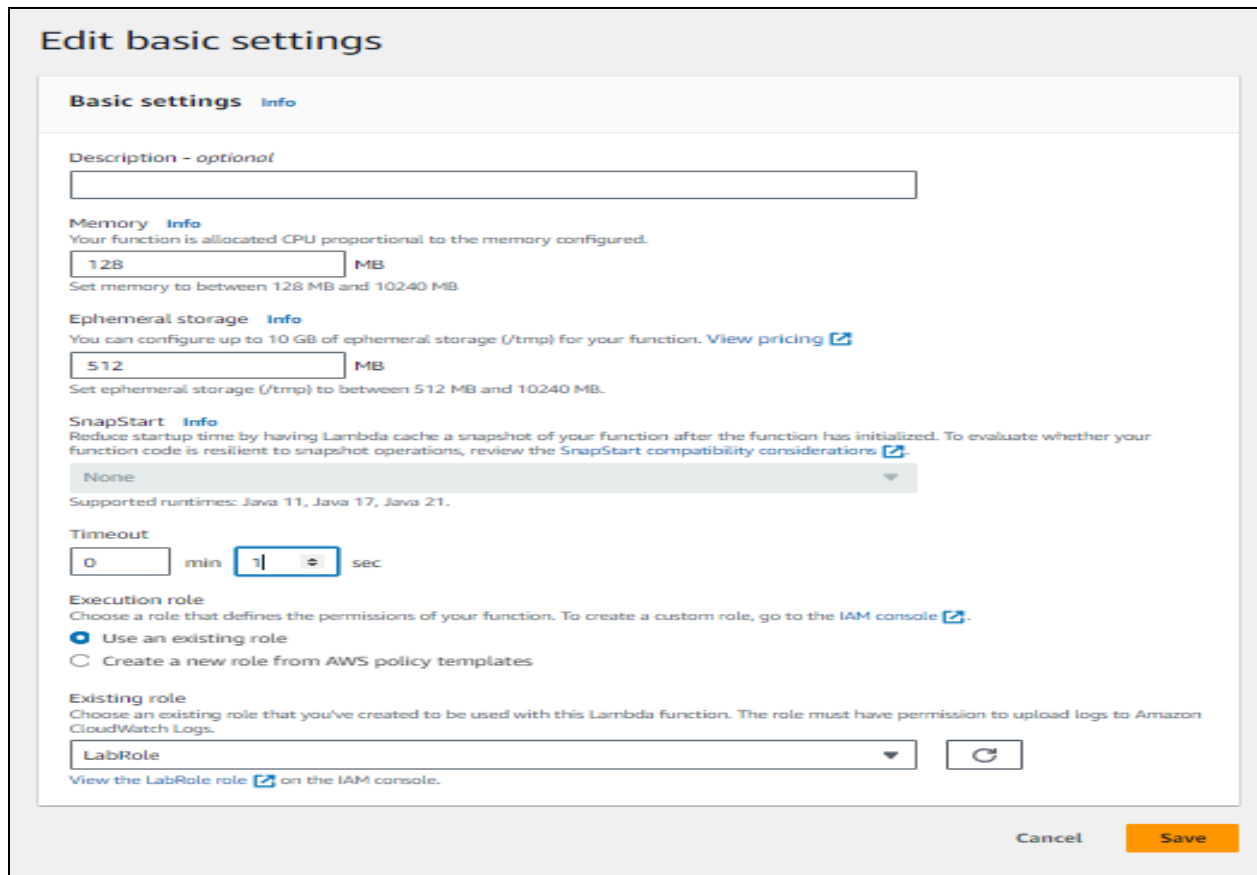 Edit basic settings
Basic settings Info
Description - optional
Memory Info
Your function is allocated CPU proportional to the memory configured.
128 MB
Set memory to between 128 MB and 10240 MB
Ephemeral storage Info
You can configure up to 10 GB of ephemeral storage (/tmp) for your function. View pricing
512 MB
Set ephemeral storage (/tmp) to between 512 MB and 10240 MB.
SnapStart Info
Reduce startup time by having Lambda cache a snapshot of your function after the function has initialized. To evaluate whether your
function code is resilient to snapshot operations, review the SnapStart compatibility considerations.
None
Supported runtimes: Java 11, Java 17, Java 21.
Timeout
0 min 1 sec
Execution role
Choose a role that defines the permissions of your function. To create a custom role, go to the IAM console.
Use an existing role
Create a new role from AWS policy templates
Existing role
Choose an existing role that you've created to be used with this Lambda function. The role must have permission to upload logs to Amazon
CloudWatch Logs.
LabRole
View the LabRole role on the IAM console.
Cancel Save